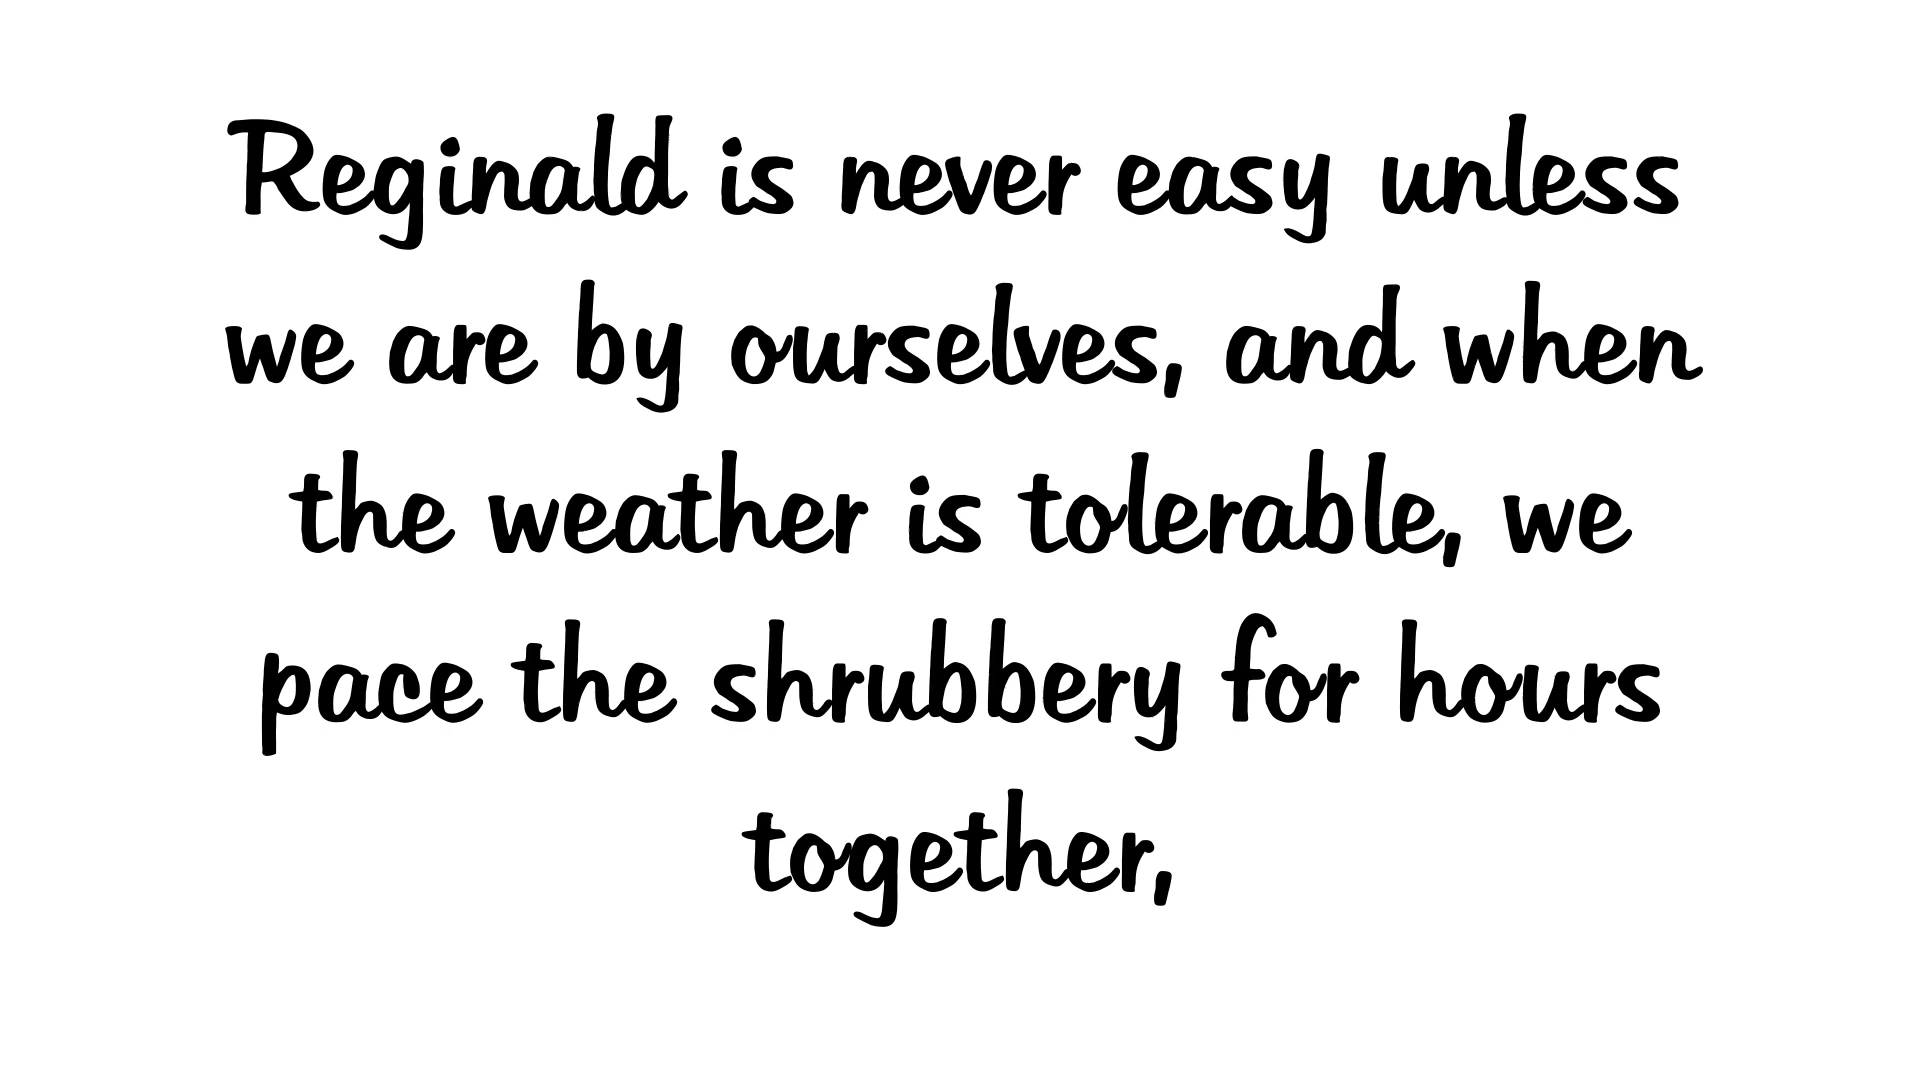 Reginald is never easy unless
we are by ourselves, and when
the weather is tolerable, we
pace the shrubbery for hours
together,